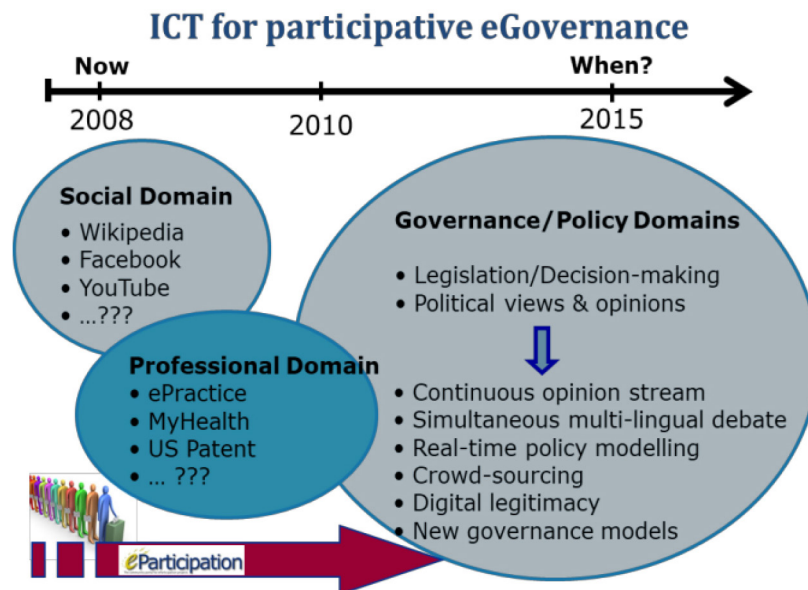 ICT for participative eGovernance
Now
When?
2008
2010
2015
Social Domain
• Wikipedia
• Facebook
• YouTube
• ...???
Professional Domain
• ePractice
• MyHealth
• US Patent
• ... ???
Governance/Policy Domains
• Legislation/Decision-making
• Political views & opinions
• Continuous opinion stream
• Simultaneous multi-lingual debate
• Real-time policy modelling
• Crowd-sourcing
• Digital legitimacy
• New governance models
eParticipation